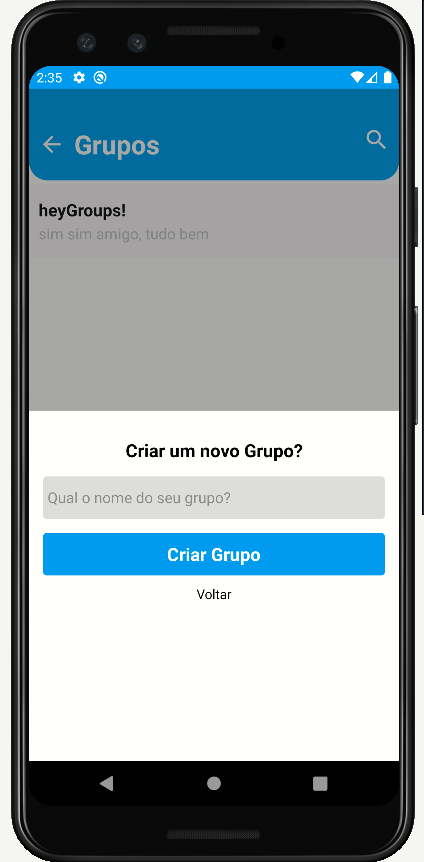 2:35
Grupos
heyGroups!
sim sim amigo, tudo bem
Criar um novo Grupo?
Qual o nome do seu grupo?
Criar Grupo
Voltar